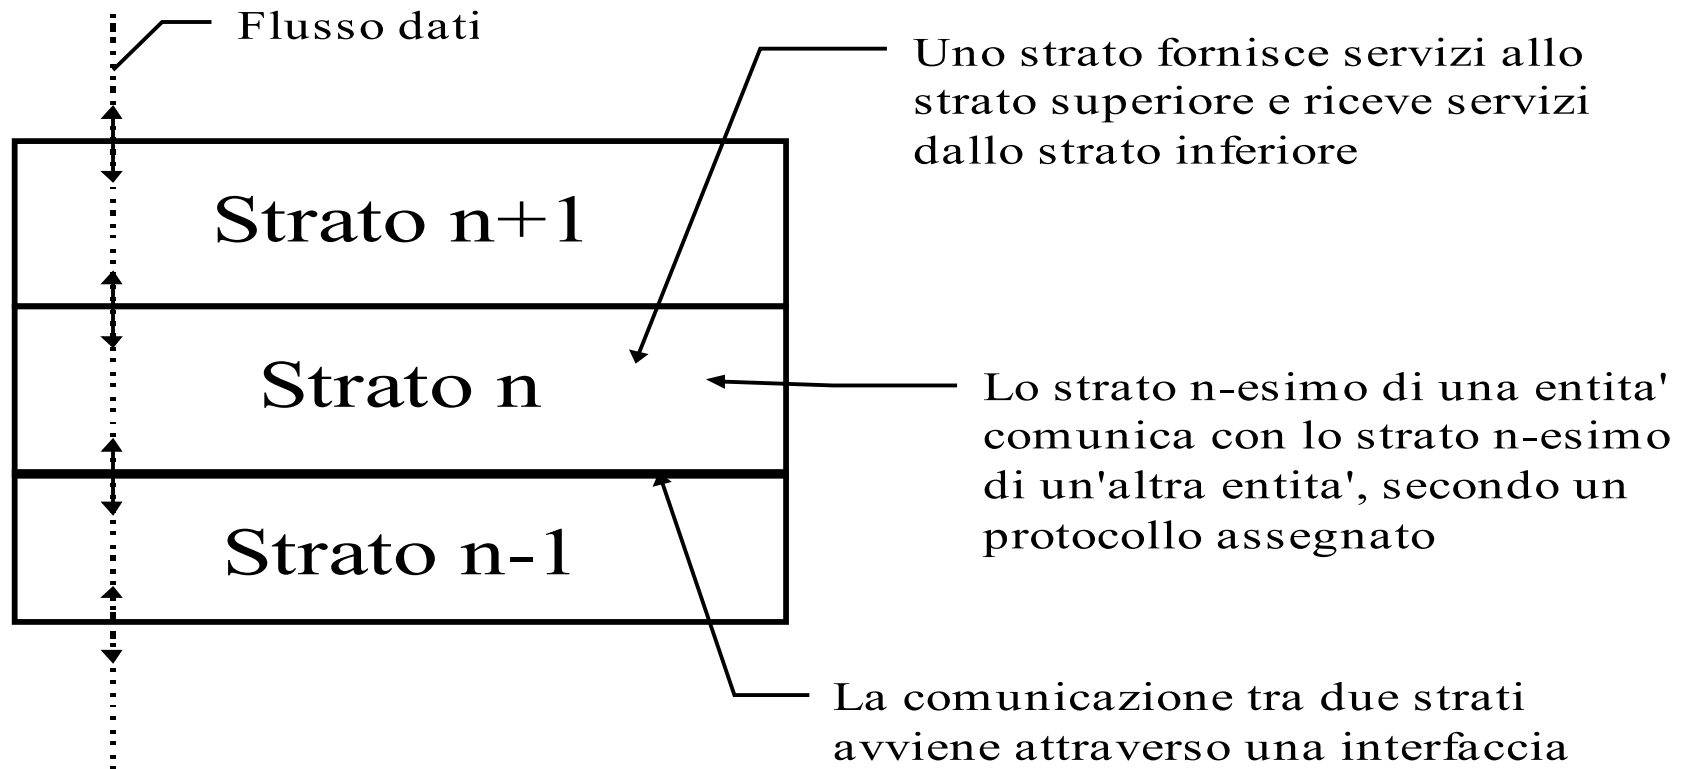 Flusso dati
Uno strato fornisce servizi allo
strato superiore e riceve servizi
dallo strato inferiore
Strato n+1
Strato n
Lo strato n-esimo di una entita'
comunica con lo strato n-esimo
di un'altra entita', secondo un
protocollo assegnato
Strato n-1
La comunicazione tra due strati
avviene attraverso una interfaccia